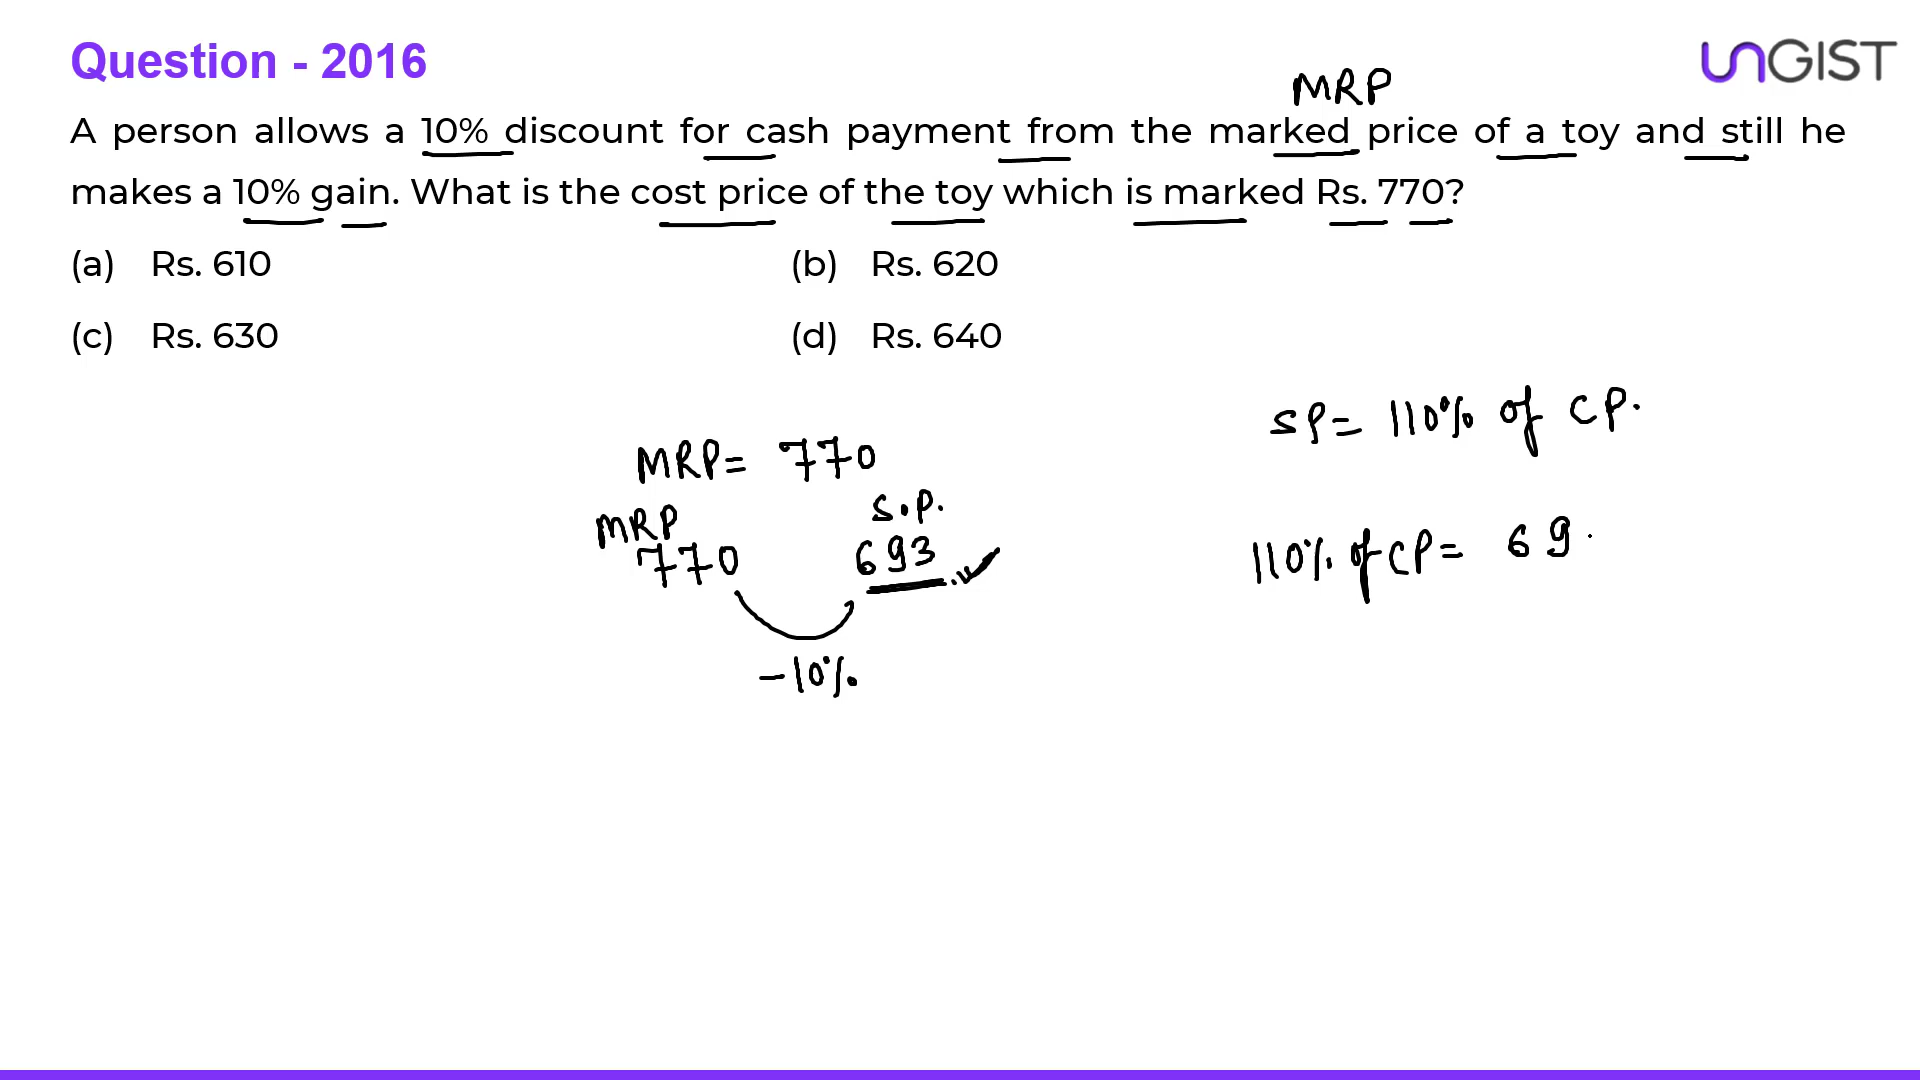 Question - 2016
UNGIST
MRP
A person allows a 10% discount for cash payment from the marked price of a toy and still he
makes a 10% gain. What is the cost price of the toy which is marked Rs. 770?
(a) Rs. 610
(b) Rs. 620
(c) Rs. 630
(d) Rs. 640
MRP= 770
MRP
S.P.
770
693
-10%
SP= 110% of CP.
110% of CP= 69